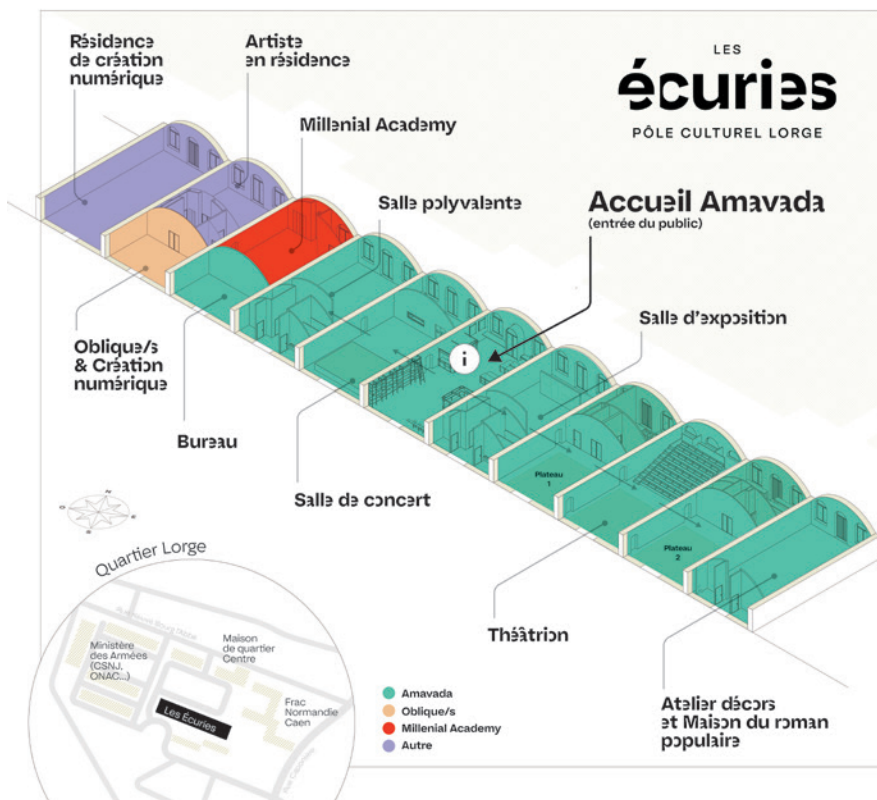 Résidence
de création
numérique
Artiste
en résidence
LES
écuries
PÔLE CULTUREL LORGE
Millenial Academy
Salle polyvalente
Accueil Amavada
(entrée du public)
i
Salle d'exposition
Oblique/s
& Création
numérique
Bureau
Salle de concert
Plateau
1
Plateau
2
Théâtrion
Atelier décors
et Maison du roman
populaire
N
O
E
S
Quartier Lorge
Ministère
des Armées
(CSNJ,
ONAC...)
Maison
de quartier
Centre
Frac
Normandie
Caen
Les Écuries
Amavada
Oblique/s
Millenial Academy
Autre